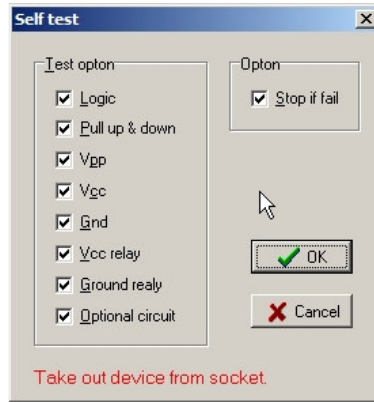 Self test
Test opton
Logic
Pull up & down
Vpp
Vcc
Gnd
Vcc relay
Ground realy
Optional circuit
Opton
Stop if fail
OK
Cancel
Take out device from socket.